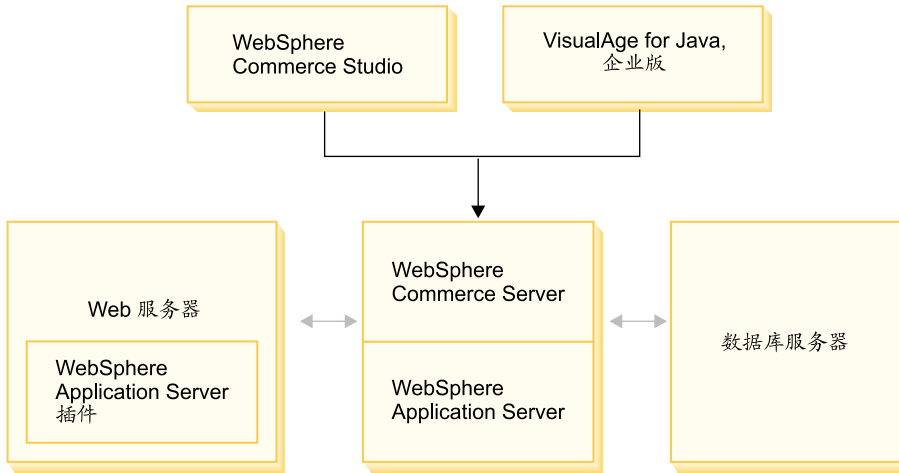 WebSphere
Commerce Studio
VisualAge for Java,
企业版
Web 服务器
WebSphere
Application Server
插件
WebSphere
Commerce Server
WebSphere
Application Server
数据库服务器